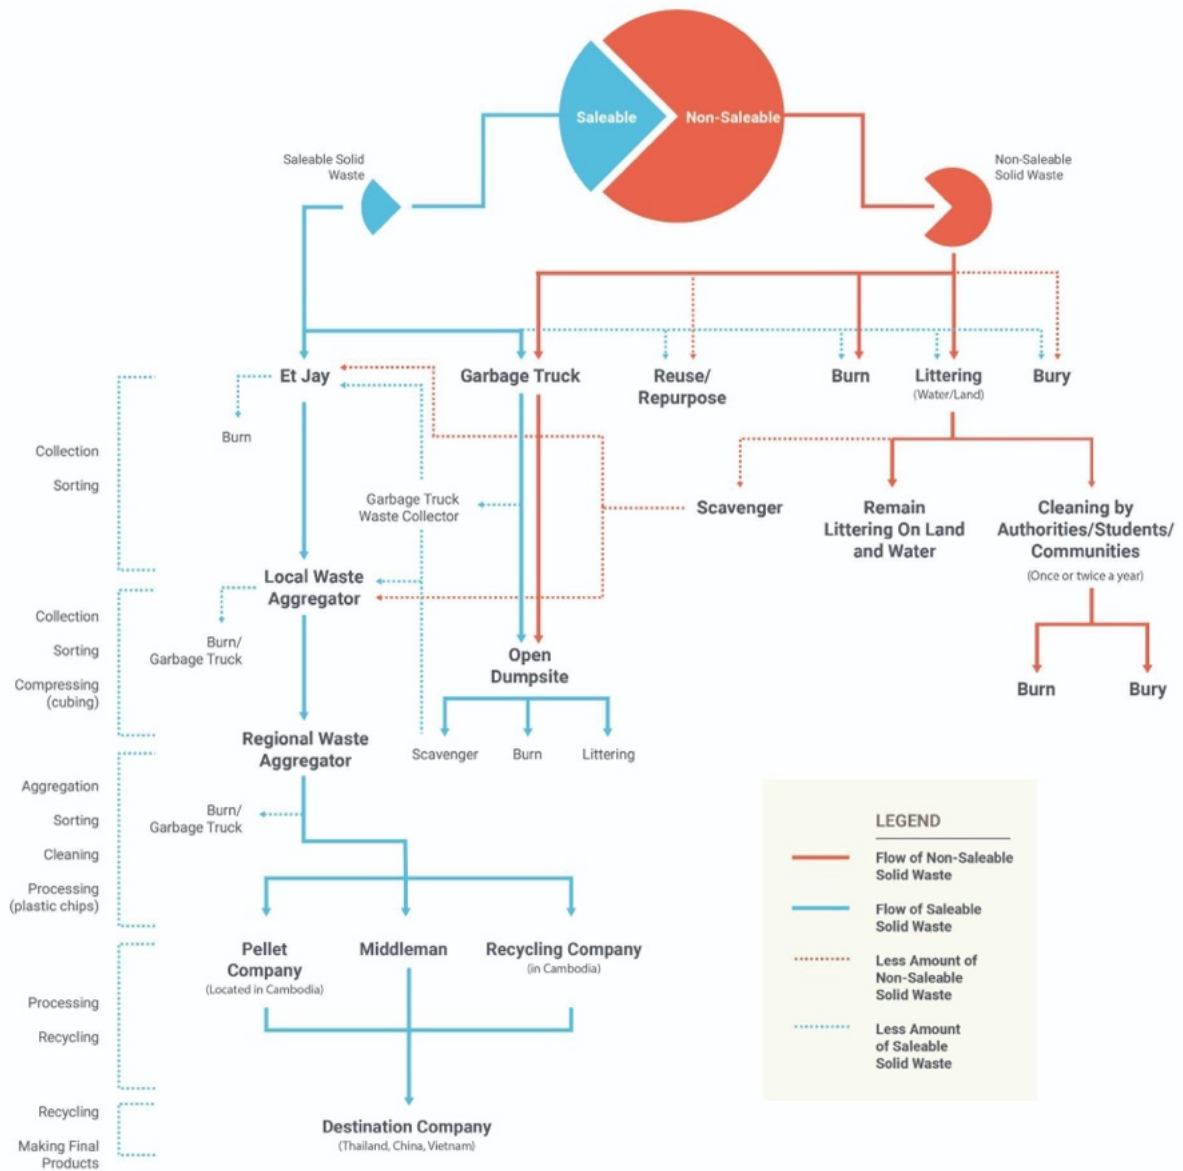 Saleable
Non-Saleable
Saleable Solid
Waste
Non-Saleable
Solid Waste
Et Jay
Garbage Truck
Reuse/
Repurpose
Burn
Littering
(Water/Land)
Bury
Burn
Collection
Sorting
Garbage Truck
Waste Collector
Scavenger
Remain
Littering On Land
and Water
Cleaning by
Authorities/Students/
Communities
(Once or twice a year)
Local Waste
Aggregator
Collection
Sorting
Compressing
(cubing)
Burn/
Garbage Truck
Open
Dumpsite
Burn
Bury
Regional Waste
Aggregator
Scavenger
Burn
Littering
Aggregation
Sorting
Cleaning
Processing
(plastic chips)
Burn/
Garbage Truck
Pellet
Company
(Located in Cambodia)
Middleman
Recycling Company
(in Cambodia)
Processing
Recycling
Recycling
Making Final
Products
Destination Company
(Thailand, China, Vietnam)
LEGEND
Flow of Non-Saleable
Solid Waste
Flow of Saleable
Solid Waste
Less Amount of
Non-Saleable
Solid Waste
Less Amount
of Saleable
Solid Waste